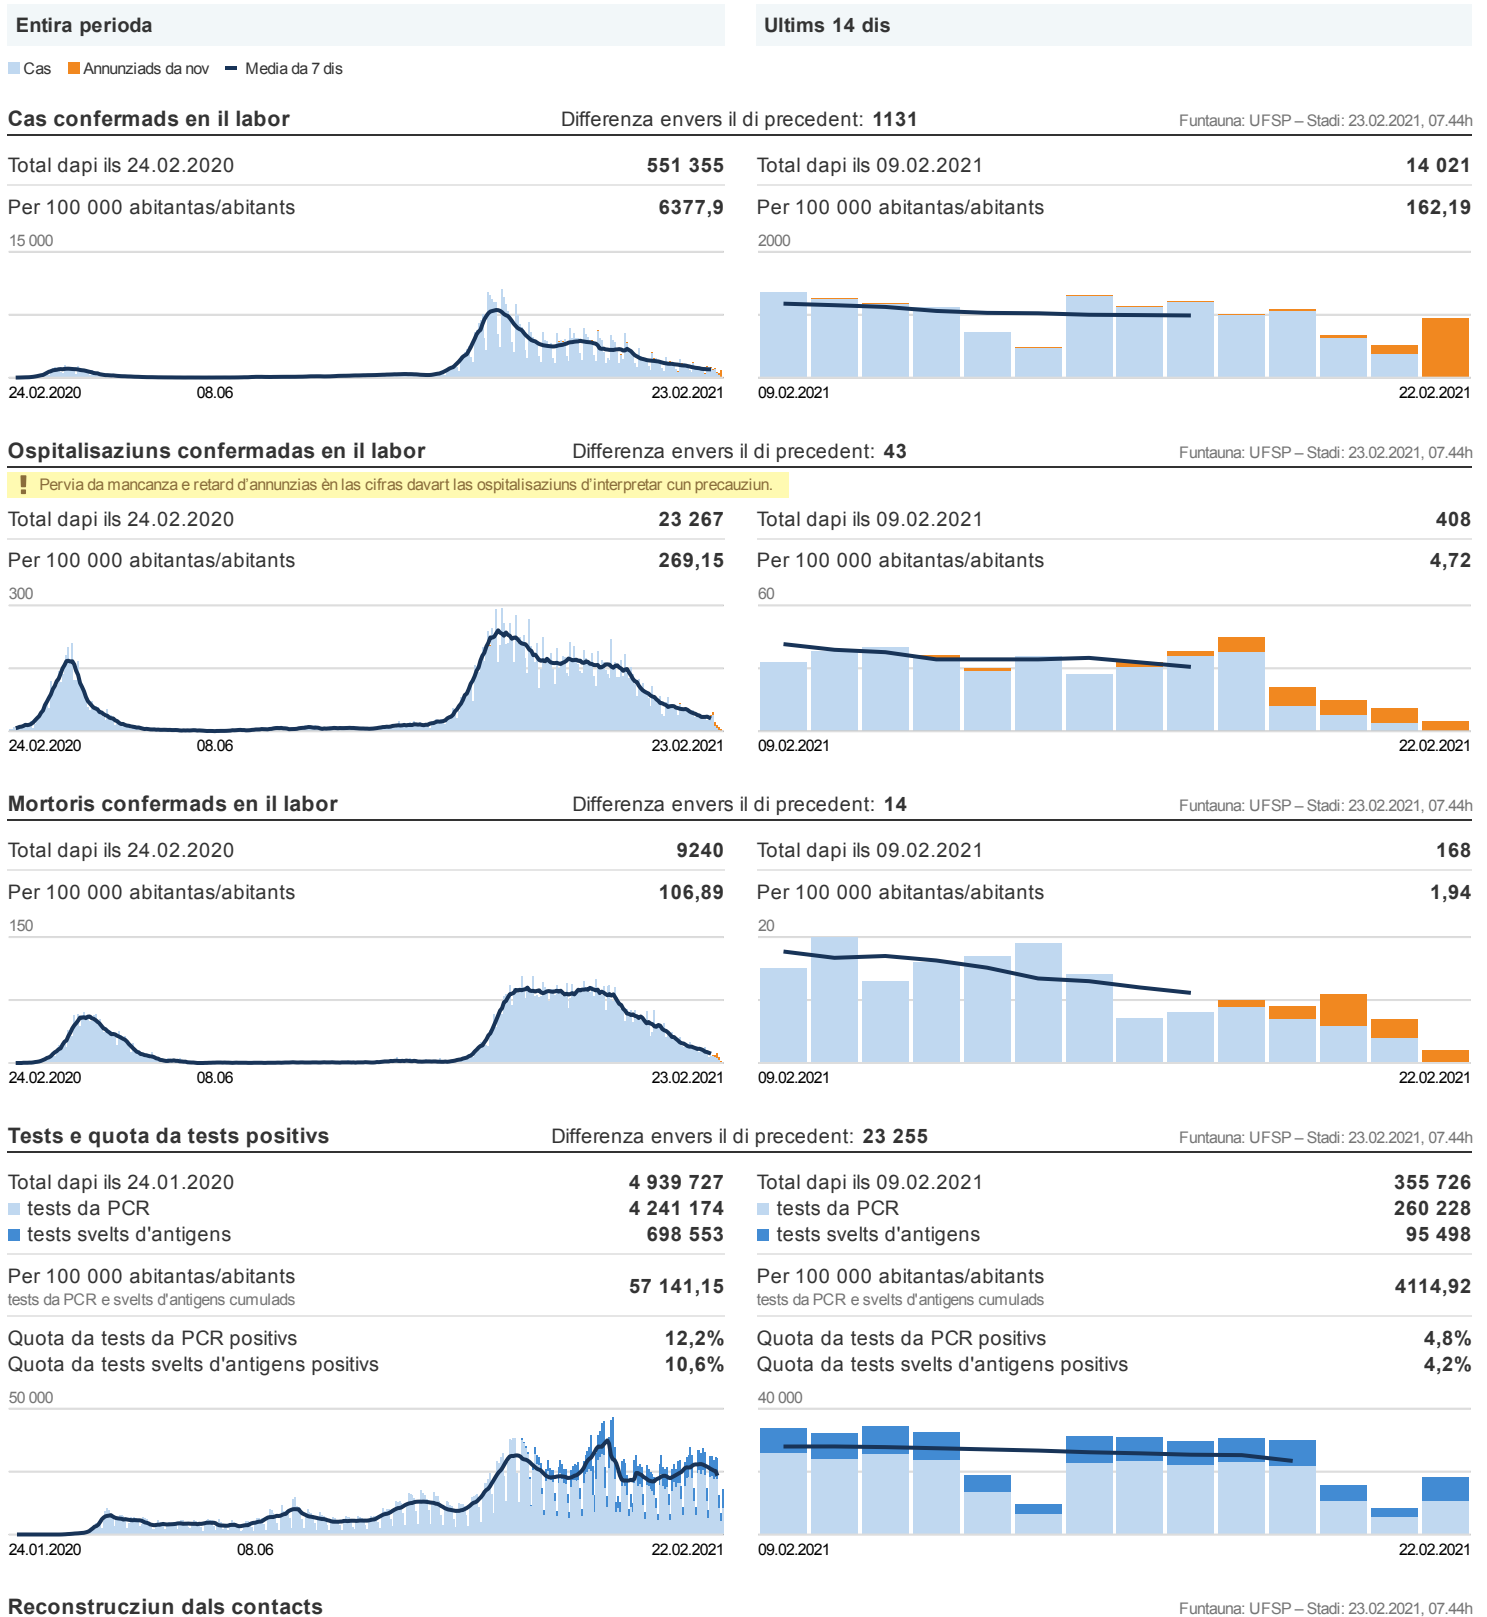 Entira perioda
Ultims 14 dis
Cas Annunziads da nov Media da 7 dis
Cas confermads en il labor Differenza envers il di precedent: 1131 Funtauna: UFSP – Stadi: 23.02.2021, 07.44h
Total dapi ils 24.02.2020 551 355
Per 100 000 abitantas/abitants 6377,9
15 000
24.02.2020 08.06 23.02.2021
Total dapi ils 09.02.2021 14 021
Per 100 000 abitantas/abitants 162,19
2000
09.02.2021 22.02.2021
Ospitalisaziuns confermadas en il labor Differenza envers il di precedent: 43 Funtauna: UFSP – Stadi: 23.02.2021, 07.44h
! Pervia da mancanza e retard d'annunzias èn las cifras davart las ospitalisaziuns d'interpretar cun precauziun.
Total dapi ils 24.02.2020 23 267
Per 100 000 abitantas/abitants 269,15
300
24.02.2020 08.06 23.02.2021
Total dapi ils 09.02.2021 408
Per 100 000 abitantas/abitants 4,72
60
09.02.2021 22.02.2021
Mortoris confermads en il labor Differenza envers il di precedent: 14 Funtauna: UFSP – Stadi: 23.02.2021, 07.44h
Total dapi ils 24.02.2020 9240
Per 100 000 abitantas/abitants 106,89
150
24.02.2020 08.06 23.02.2021
Total dapi ils 09.02.2021 168
Per 100 000 abitantas/abitants 1,94
20
09.02.2021 22.02.2021
Tests e quota da tests positivs Differenza envers il di precedent: 23 255 Funtauna: UFSP – Stadi: 23.02.2021, 07.44h
Total dapi ils 24.01.2020 4 939 727
tests da PCR 4 241 174
tests svelts d'antigens 698 553
Per 100 000 abitantas/abitants 57 141,15
tests da PCR e svelts d'antigens cumulads
Quota da tests da PCR positivs 12,2%
Quota da tests svelts d'antigens positivs 10,6%
50 000
24.01.2020 08.06 22.02.2021
Total dapi ils 09.02.2021 355 726
tests da PCR 260 228
tests svelts d'antigens 95 498
Per 100 000 abitantas/abitants 4114,92
tests da PCR e svelts d'antigens cumulads
Quota da tests da PCR positivs 4,8%
Quota da tests svelts d'antigens positivs 4,2%
40 000
09.02.2021 22.02.2021
Reconstrucziun dals contacts Funtauna: UFSP – Stadi: 23.02.2021, 07.44h